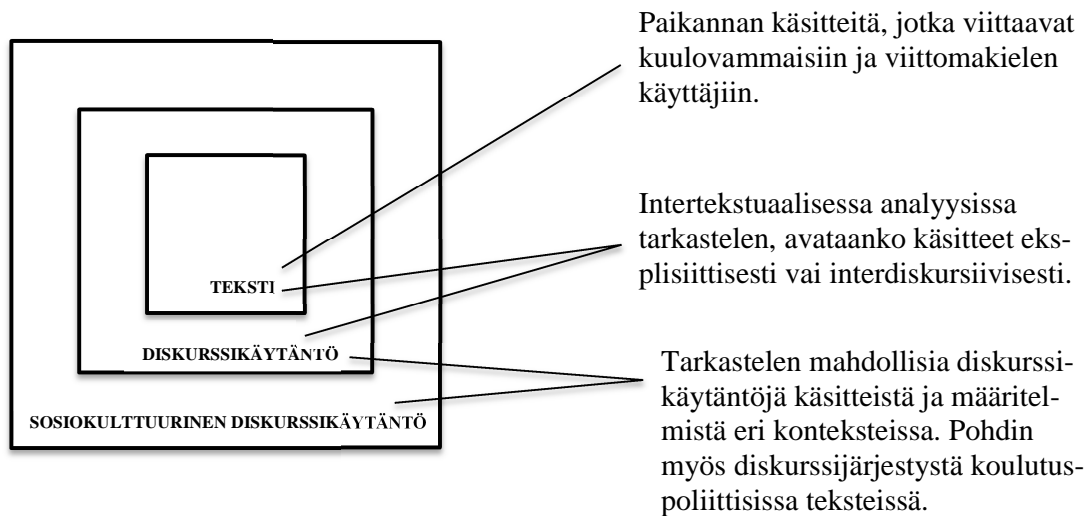 Paikannan käsitteitä, jotka viittaavat
kuulovammaisiin ja viittomakielen
käyttäjiin.
Intertekstuaalisessa analyysissa
tarkastelen, avataanko käsitteet eks-
plisiittisesti vai interdiskursiivisesti.
TEKSTI
DISKURSSIKÄYTÄNTÖ
Tarkastelen mahdollisia diskurssi-
käytäntöjä käsitteistä ja määritel-
mistä eri konteksteissa. Pohdin
myös diskurssijärjestystä koulutus-
poliittisissa teksteissä.
SOSIOKULTTUURINEN DISKURSSIKÄYTÄNTÖ